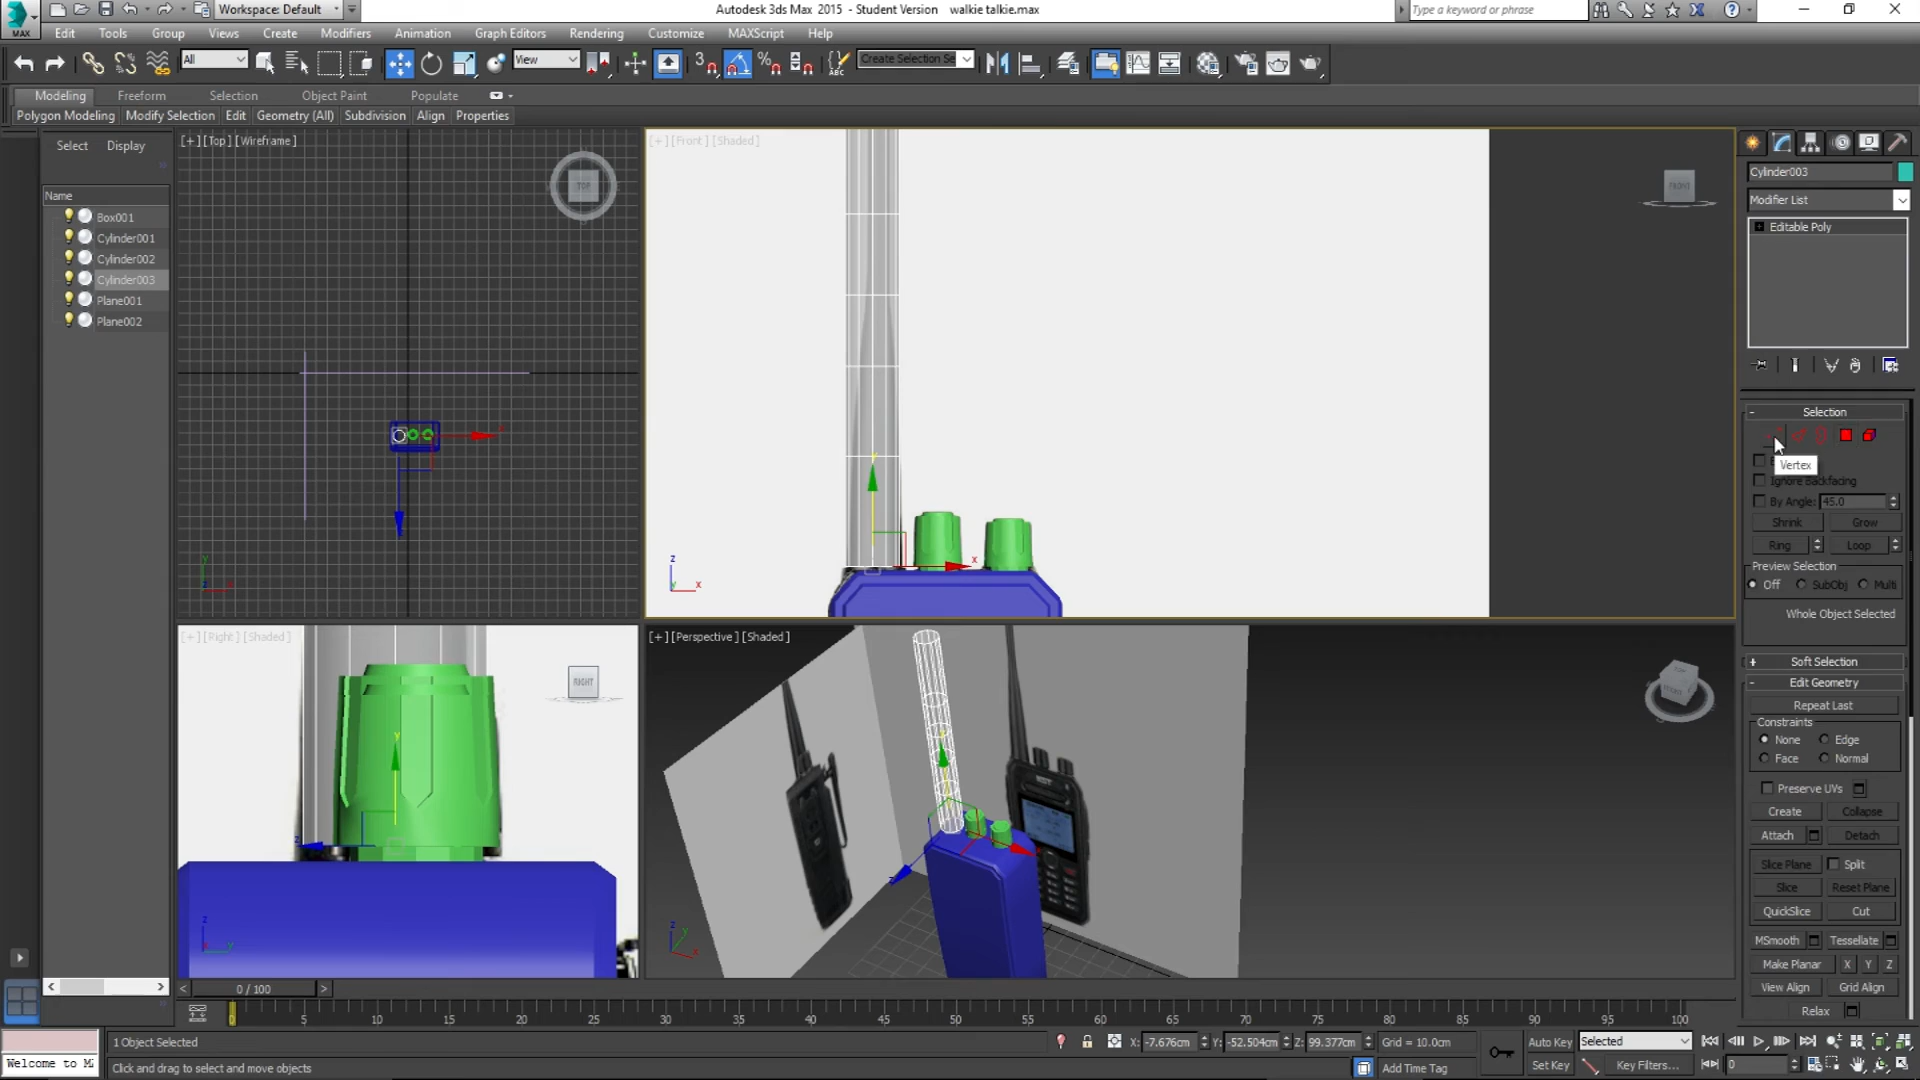 MAX
Workspace: Default
Autodesk 3ds Max 2015 - Student Version walkie talkie.max
Type a keyword or phrase
Edit Tools Group Views Create Modifiers Animation Graph Editors Rendering Customize MAXScript Help
All
View
Create Selection Se
Modeling Freeform Selection Object Paint Populate
Polygon Modeling Modify Selection Edit Geometry (All) Subdivision Align Properties
Select Display
Name
Box001
Cylinder001
Cylinder002
Cylinder003
Plane001
Plane002
[+] [Top] [Wireframe]
TOP
[+] [Front] [Shaded]
FRONT
[+] [Right] [Shaded]
RIGHT
[+] [Perspective] [Shaded]
Cylinder003
Modifier List
Editable Poly
- Selection
Vertex
Ignore Backfacing
By Angle: 45.0
Shrink Grow
Ring Loop
Preview Selection
Off SubObj Multi
Whole Object Selected
+ Soft Selection
- Edit Geometry
Repeat Last
Constraints
None Edge
Face Normal
Preserve UVs
Create Collapse
Attach Detach
Slice Plane Split
Slice Reset Plane
QuickSlice Cut
MSmooth Tessellate
Make Planar X Y Z
View Align Grid Align
Relax
0 / 100
0 5 10 15 20 25 30 35 40 45 50 55 60 65 70 75 80 85 90 95 100
1 Object Selected
X: -7.676cm Y: -52.504cm Z: 99.377cm Grid = 10.0cm
Auto Key Selected
Welcome to M
Click and drag to select and move objects
Add Time Tag
Set Key Key Filters... 0